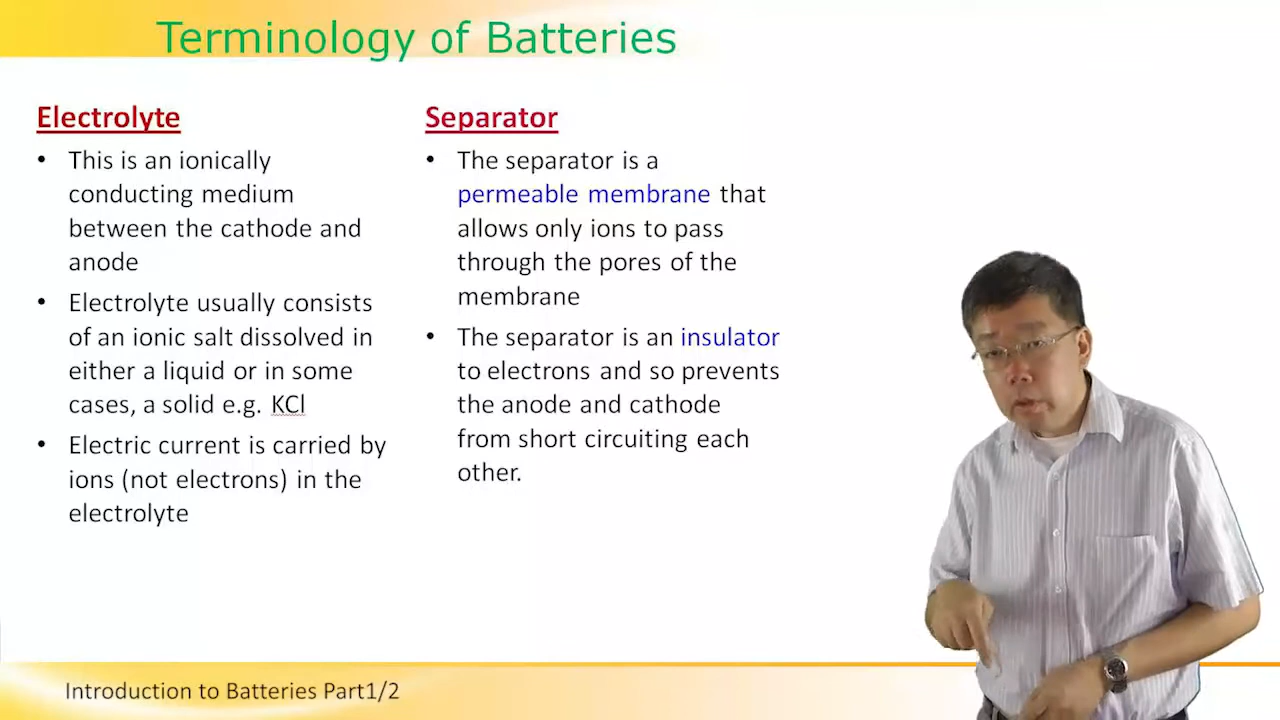 Terminology of Batteries
Electrolyte
• This is an ionically
conducting medium
between the cathode and
anode
• Electrolyte usually consists
of an ionic salt dissolved in
either a liquid or in some
cases, a solid e.g. KCl
• Electric current is carried by
ions (not electrons) in the
electrolyte
Separator
• The separator is a
permeable membrane that
allows only ions to pass
through the pores of the
membrane
• The separator is an insulator
to electrons and so prevents
the anode and cathode
from short circuiting each
other.
Introduction to Batteries Part1/2